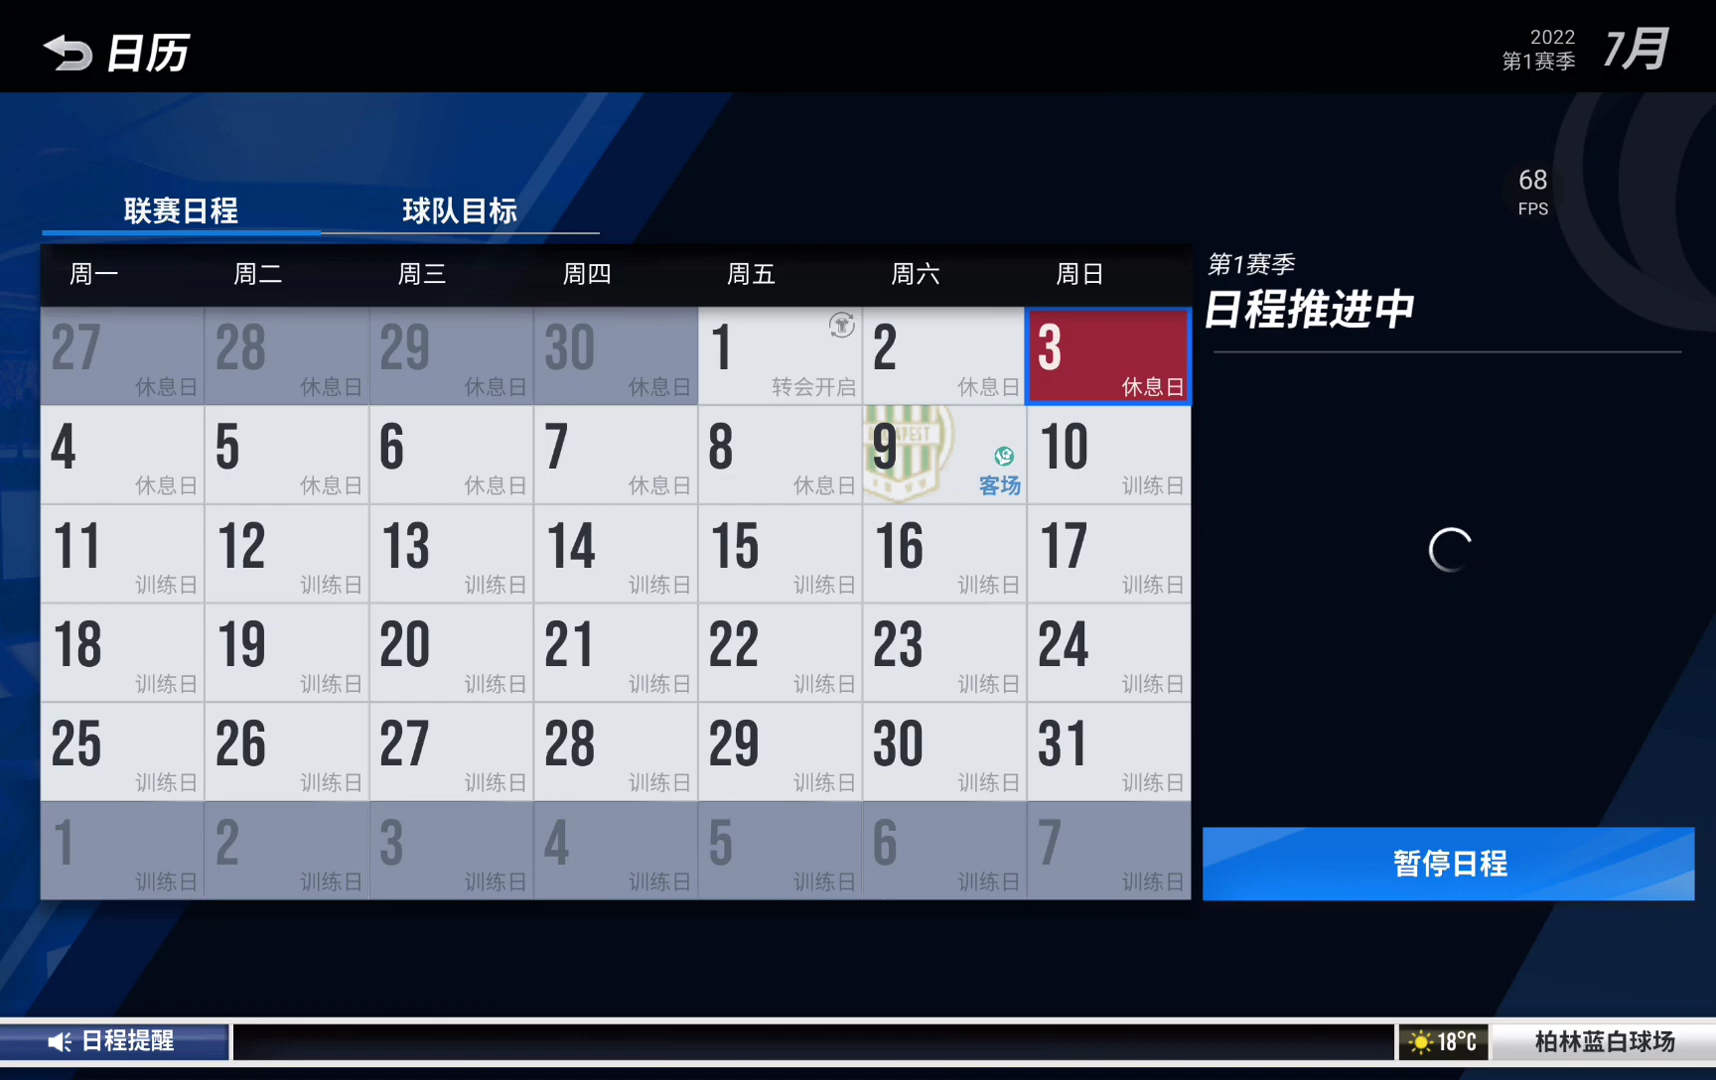 日历
2022
第1赛季
7月
68
FPS
联赛日程 球队目标
第1赛季
日程推进中
周一 周二 周三 周四 周五 周六 周日
27 休息日 28 休息日 29 休息日 30 休息日 1 转会开启 2 休息日 3 休息日
4 休息日 5 休息日 6 休息日 7 休息日 8 休息日 9 客场 10 训练日
11 训练日 12 训练日 13 训练日 14 训练日 15 训练日 16 训练日 17 训练日
18 训练日 19 训练日 20 训练日 21 训练日 22 训练日 23 训练日 24 训练日
25 训练日 26 训练日 27 训练日 28 训练日 29 训练日 30 训练日 31 训练日
1 训练日 2 训练日 3 训练日 4 训练日 5 训练日 6 训练日 7 训练日
暂停日程
日程提醒
18°C
柏林蓝白球场